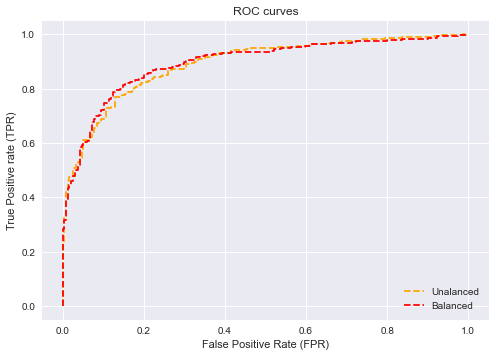 ROC curves
True Positive rate (TPR)
1.0
0.8
0.6
0.4
0.2
0.0
0.0 0.2 0.4 0.6 0.8 1.0
False Positive Rate (FPR)
Unalanced
Balanced